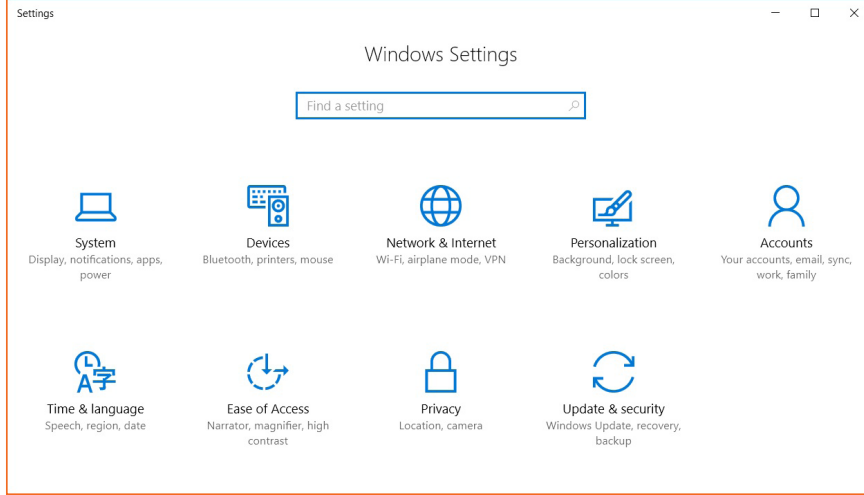 Settings
Windows Settings
Find a setting
System
Display, notifications, apps,
power
Devices
Bluetooth, printers, mouse
Network & Internet
Wi-Fi, airplane mode, VPN
Personalization
Background, lock screen,
colors
Accounts
Your accounts, email, sync,
work, family
A字
Time & language
Speech, region, date
Ease of Access
Narrator, magnifier, high
contrast
Privacy
Location, camera
Update & security
Windows Update, recovery,
backup